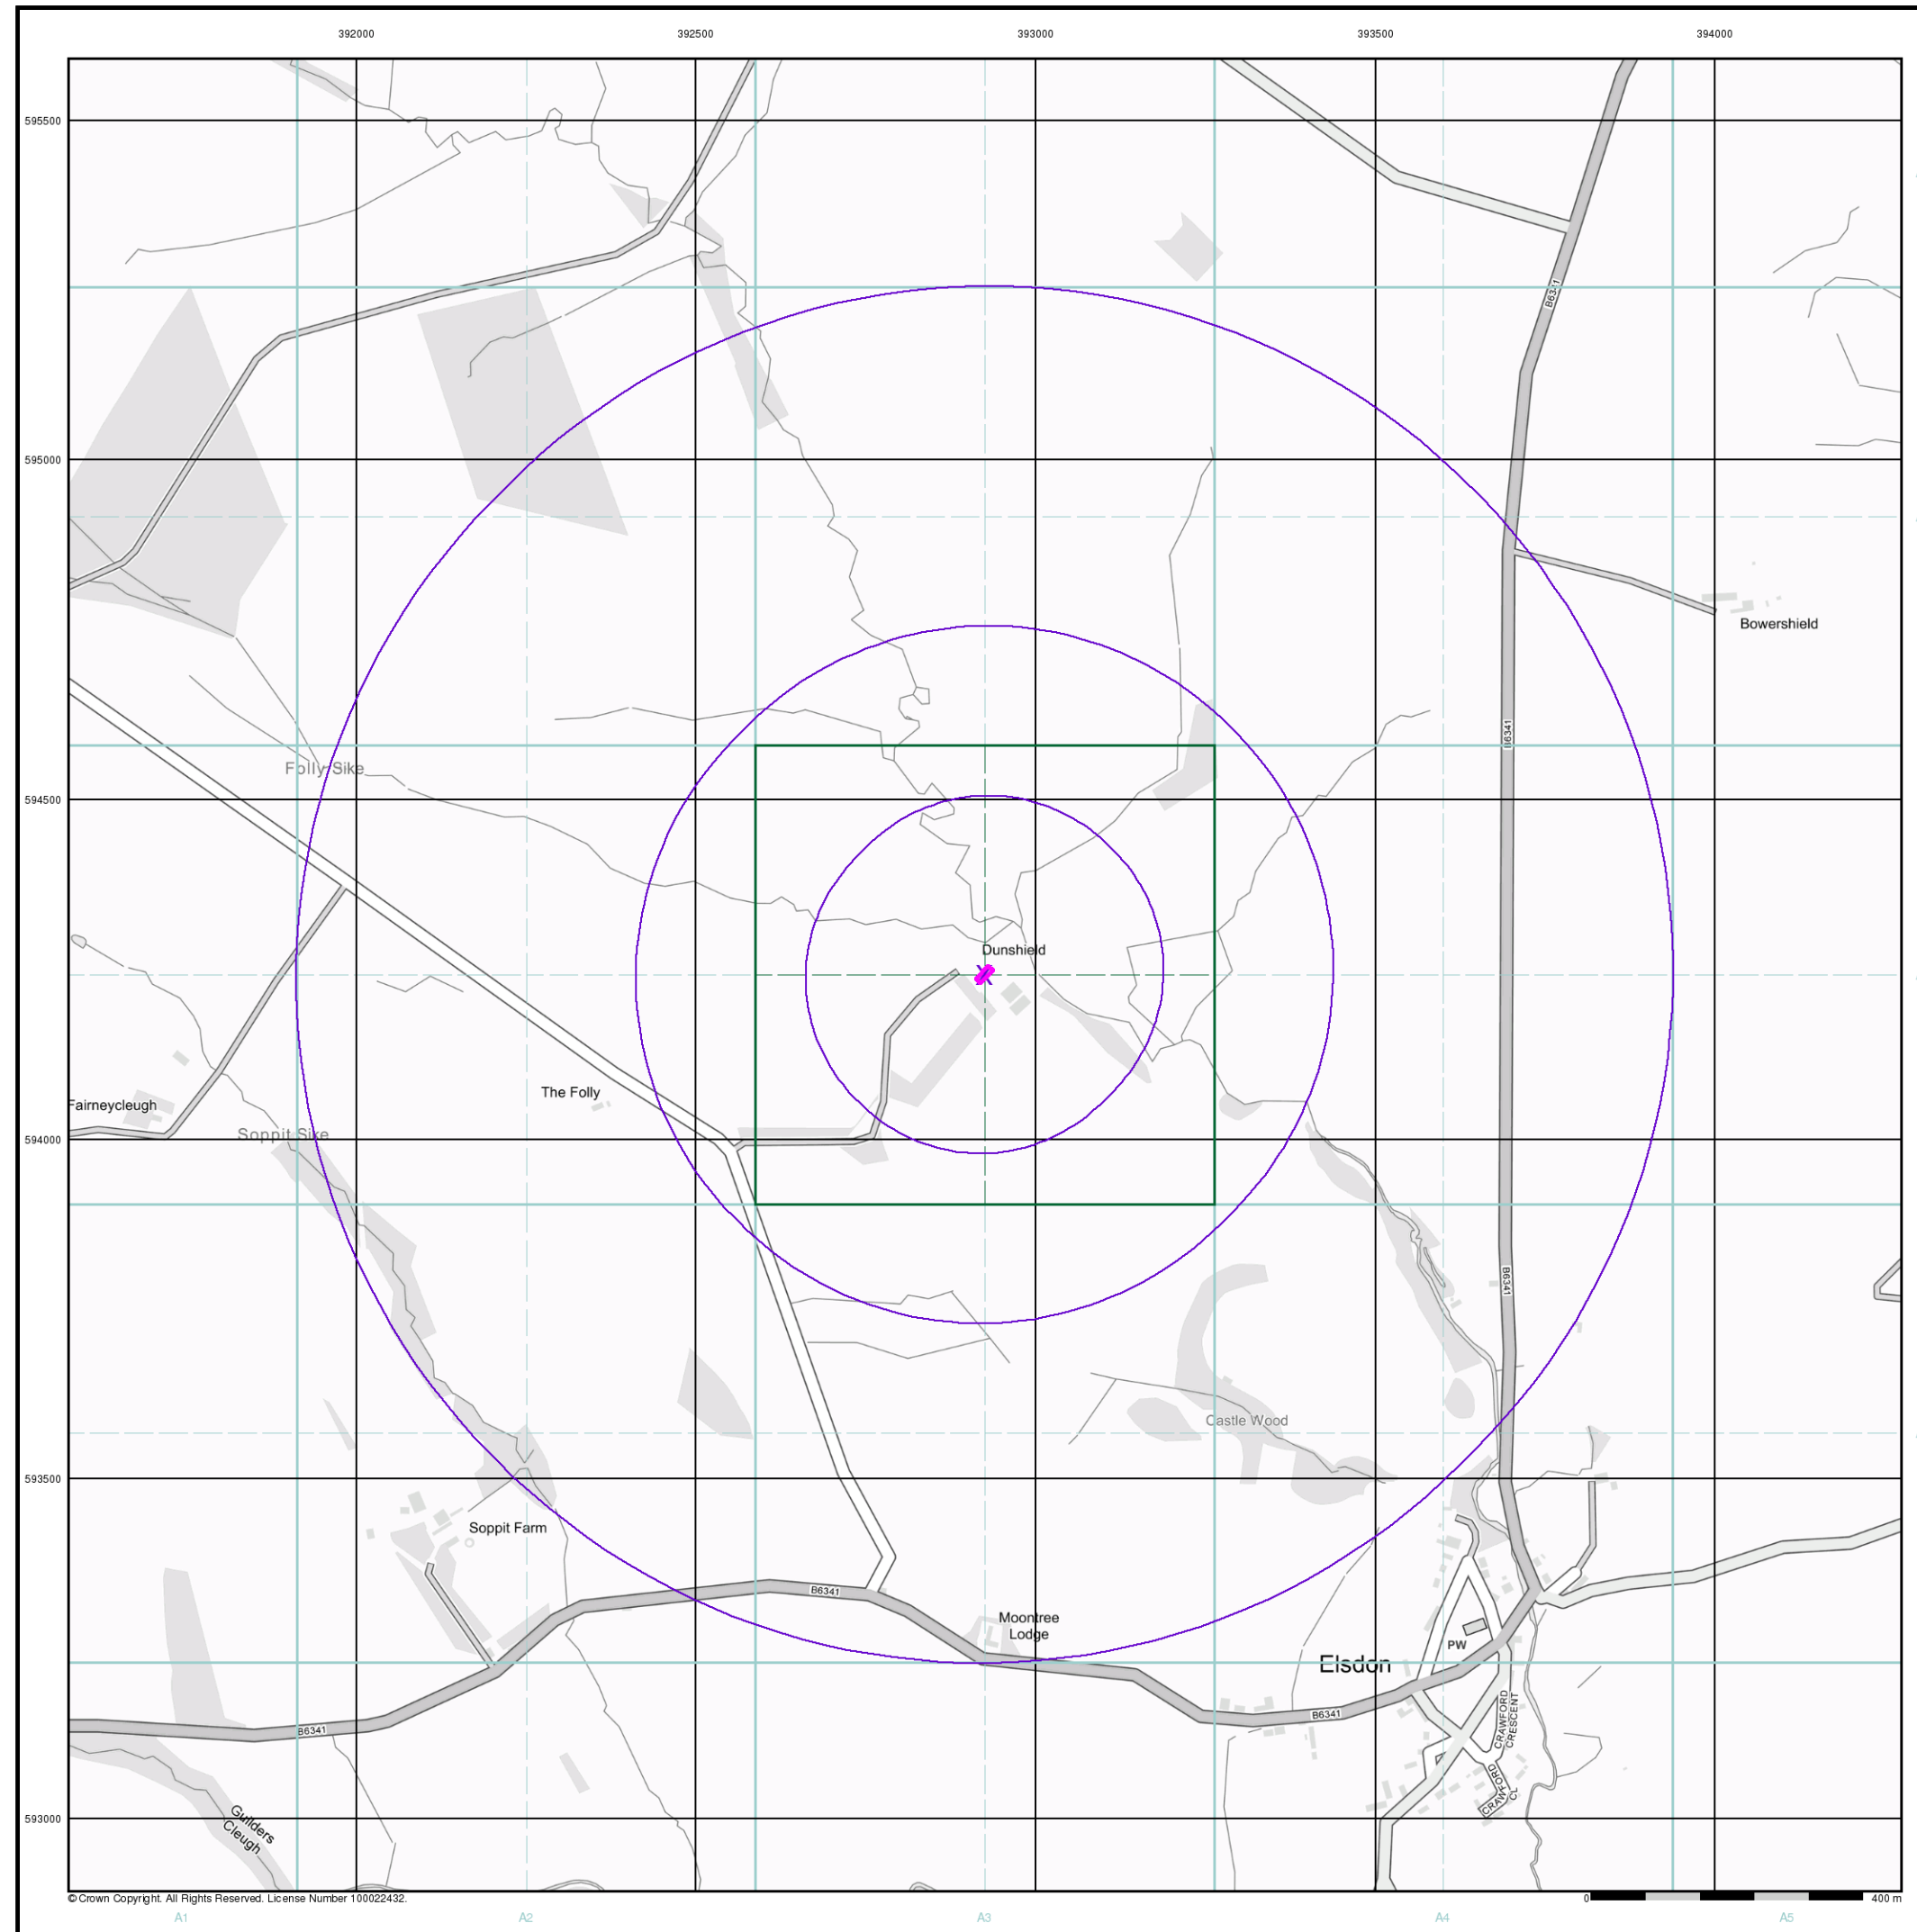 392000 392500 393000 393500 394000
595500
B6341
595000
Bowershield
B6341
Folly Sike
594500
Dunshield
X
The Folly
Fairneycleugh
Soppit Sike
594000
B6341
Castle Wood
593500
Soppit Farm
B6341
Moontree
Lodge
PW
Elsdon
CRAWFORD
CRESCENT
B6341
B6341
CRAWFORD
CL
593000
Guilders
Cleugh
© Crown Copyright. All Rights Reserved. License Number 100022432.
0 400 m
A1 A2 A3 A4 A5